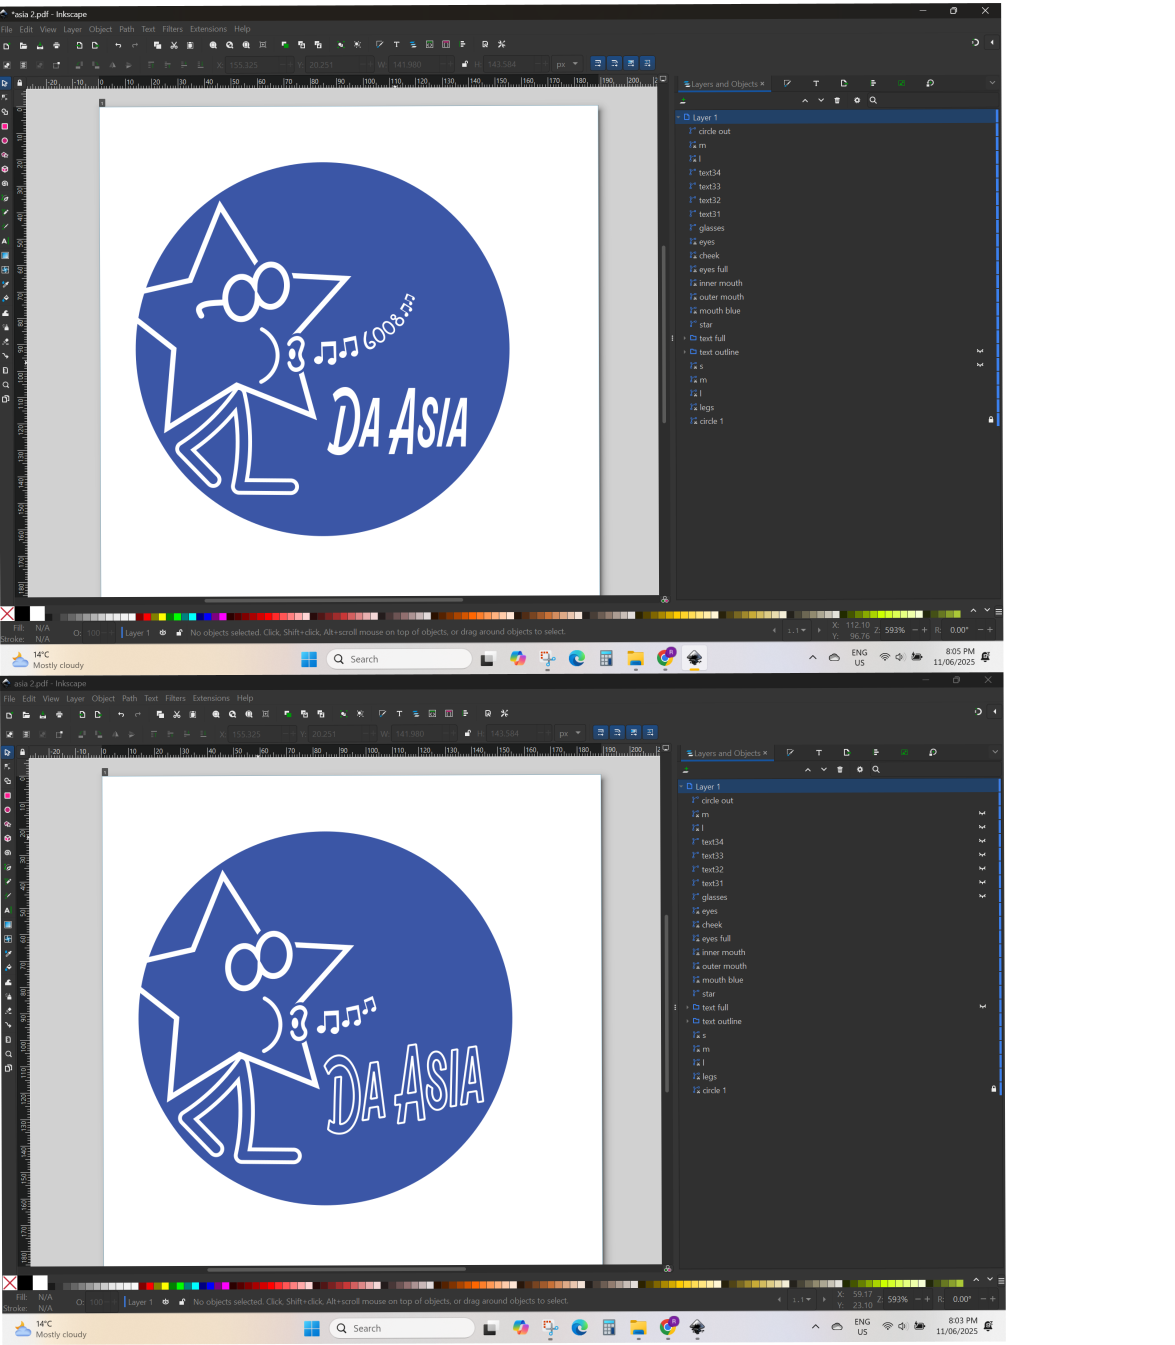 *asia 2.pdf - Inkscape
File Edit View Layer Object Path Text Filters Extensions Help
X: 155.325 Y: 20.251 W: 141.980 H: 143.584 px
Layers and Objects ×
Layer 1
circle out
m
l
text34
text33
text32
text31
glasses
eyes
cheek
eyes full
inner mouth
outer mouth
mouth blue
star
text full
text outline
s
m
l
legs
circle 1
6008
DA ASIA
Fill: N/A
Stroke: N/A
O: 100
Layer 1
No objects selected. Click, Shift+click, Alt+scroll mouse on top of objects, or drag around objects to select.
X: 112.10
Y: 96.76
Z: 593%
R: 0.00°
14°C
Mostly cloudy
Search
ENG
US
8:05 PM
11/06/2025
asia 2.pdf - Inkscape
File Edit View Layer Object Path Text Filters Extensions Help
X: 155.325 Y: 20.251 W: 141.980 H: 143.584 px
Layers and Objects ×
Layer 1
circle out
m
l
text34
text33
text32
text31
glasses
eyes
cheek
eyes full
inner mouth
outer mouth
mouth blue
star
text full
text outline
s
m
l
legs
circle 1
DA ASIA
Fill: N/A
Stroke: N/A
O: 100
Layer 1
No objects selected. Click, Shift+click, Alt+scroll mouse on top of objects, or drag around objects to select.
X: 59.17
Y: 23.10
Z: 593%
R: 0.00°
14°C
Mostly cloudy
Search
ENG
US
8:03 PM
11/06/2025